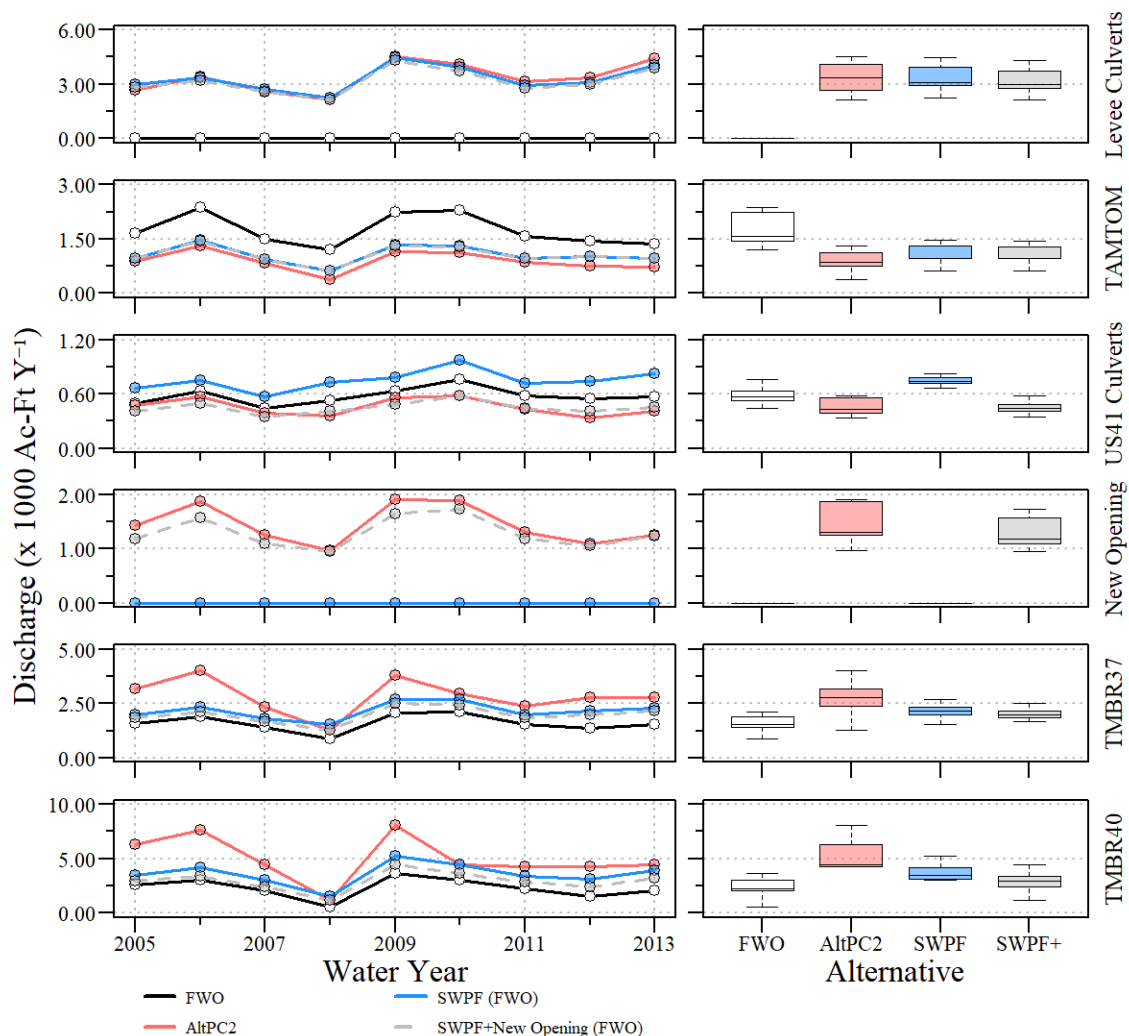 6.00
3.00
0.00
Levee Culverts
3.00
1.50
0.00
TAMTOM
1.20
0.60
0.00
US41 Culverts
2.00
1.00
0.00
New Opening
5.00
2.50
0.00
TMBR37
10.00
5.00
0.00
TMBR40
Discharge (x 1000 Ac-Ft Y⁻¹)
2005 2007 2009 2011 2013
FWO AltPC2 SWPF SWPF+
Water Year
Alternative
FWO SWPF (FWO)
AltPC2 SWPF+New Opening (FWO)